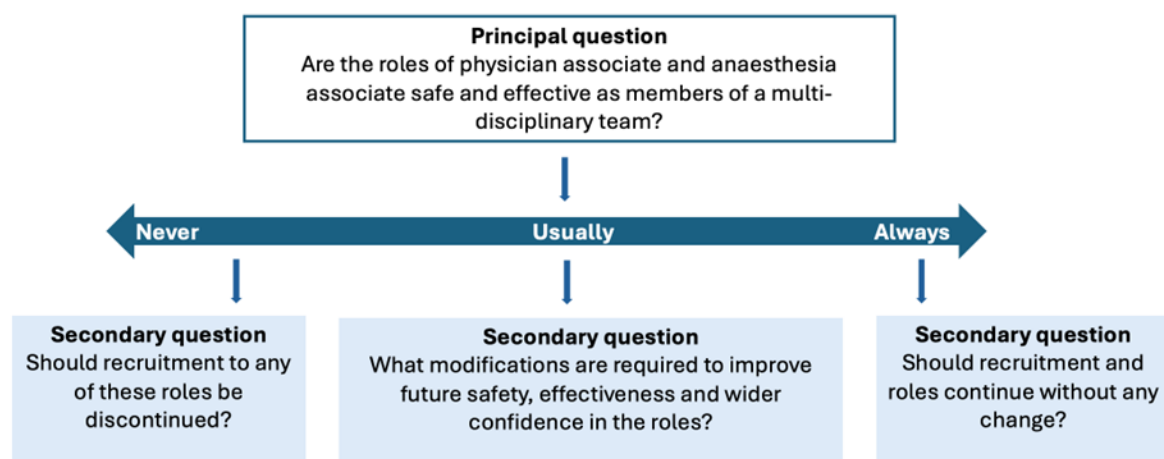 Principal question
Are the roles of physician associate and anaesthesia
associate safe and effective as members of a multi-
disciplinary team?
Never
Usually
Always
Secondary question
Should recruitment to any
of these roles be
discontinued?
Secondary question
What modifications are required to improve
future safety, effectiveness and wider
confidence in the roles?
Secondary question
Should recruitment and
roles continue without any
change?